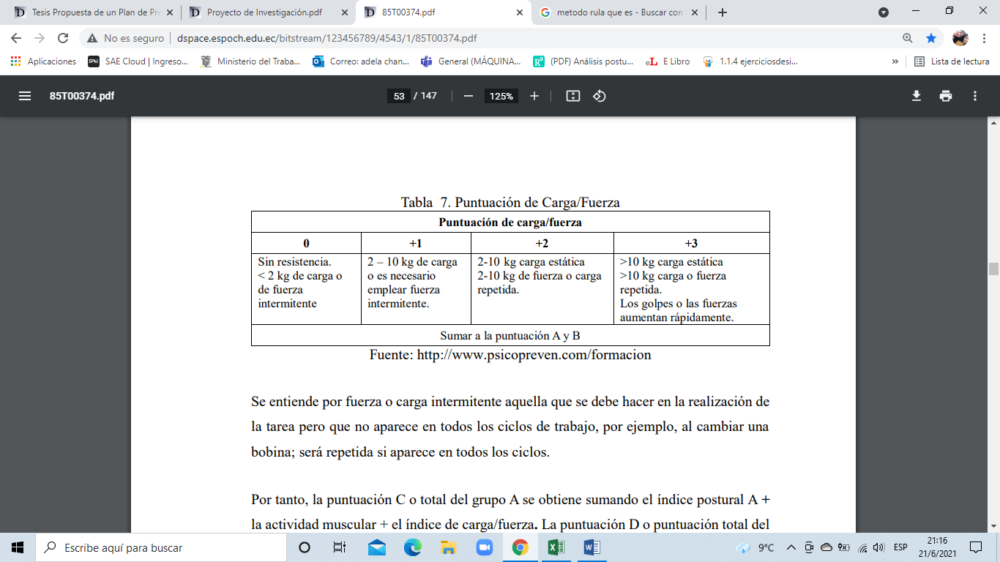 Tesis Propuesta de un Plan de Pre
Proyecto de Investigación.pdf
85T00374.pdf
metodo rula que es - Buscar con
No es seguro
dspace.espoch.edu.ec/bitstream/123456789/4543/1/85T00374.pdf
Aplicaciones
SAE Cloud | Ingreso...
Ministerio del Traba...
Correo: adela chan...
General (MÁQUINA...
(PDF) Análisis postu...
E Libro
1.1.4 ejerciciosdesi...
»
Lista de lectura
85T00374.pdf
53 / 147
125%
Tabla 7. Puntuación de Carga/Fuerza
Puntuación de carga/fuerza
0
+1
+2
+3
Sin resistencia.
< 2 kg de carga o
de fuerza
intermitente
2 – 10 kg de carga
o es necesario
emplear fuerza
intermitente.
2-10 kg carga estática
2-10 kg de fuerza o carga
repetida.
>10 kg carga estática
>10 kg carga o fuerza
repetida.
Los golpes o las fuerzas
aumentan rápidamente.
Sumar a la puntuación A y B
Fuente: http://www.psicopreven.com/formacion
Se entiende por fuerza o carga intermitente aquella que se debe hacer en la realización de
la tarea pero que no aparece en todos los ciclos de trabajo, por ejemplo, al cambiar una
bobina; será repetida si aparece en todos los ciclos.
Por tanto, la puntuación C o total del grupo A se obtiene sumando el índice postural A +
la actividad muscular + el índice de carga/fuerza. La puntuación D o puntuación total del
Escribe aquí para buscar
9°C
ESP
21:16
21/6/2021